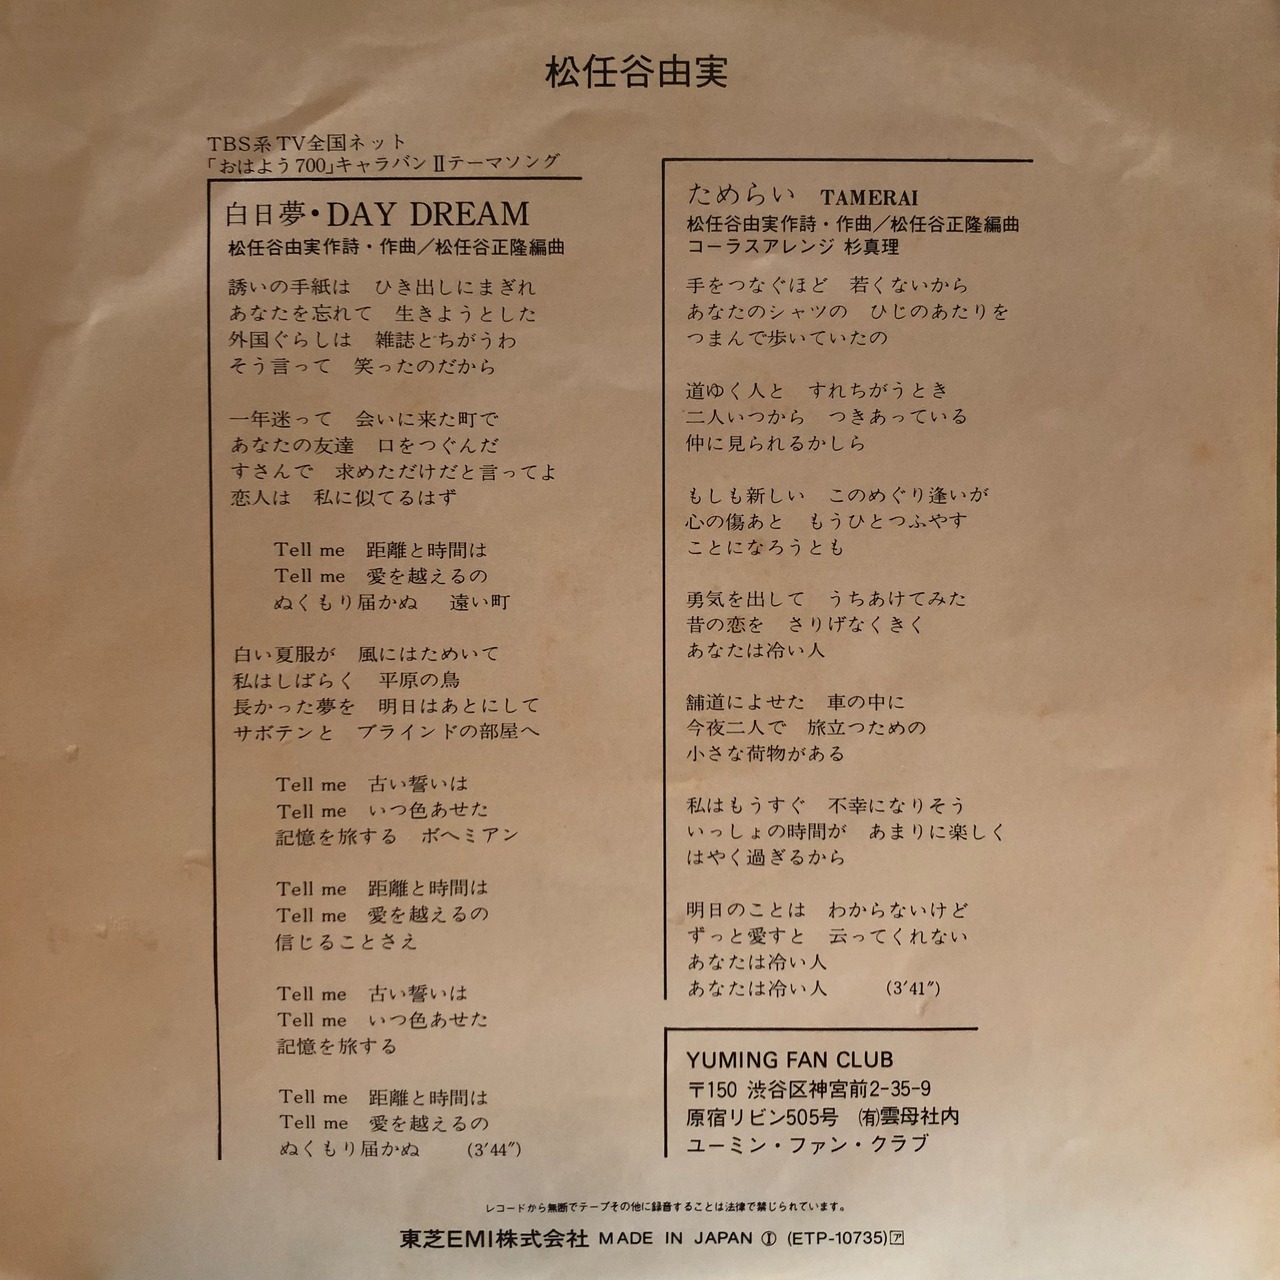 松任谷由実
TBS系TV全国ネット
「おはよう700」キャラバンⅡテーマソング
白日夢・DAY DREAM
松任谷由実作詩・作曲／松任谷正隆編曲
誘いの手紙は　ひき出しにまぎれ
あなたを忘れて　生きようとした
外国ぐらしは　雑誌とちがうわ
そう言って　笑ったのだから
一年迷って　会いに来た町で
あなたの友達　口をつぐんだ
すさんで　求めただけだと言ってよ
恋人は　私に似てるはず
Tell me　距離と時間は
Tell me　愛を越えるの
ぬくもり届かぬ　遠い町
白い夏服が　風にはためいて
私はしばらく　平原の鳥
長かった夢を　明日はあとにして
サボテンと　ブラインドの部屋へ
Tell me　古い誓いは
Tell me　いつ色あせた
記憶を旅する　ボヘミアン
Tell me　距離と時間は
Tell me　愛を越えるの
信じることさえ
Tell me　古い誓いは
Tell me　いつ色あせた
記憶を旅する
Tell me　距離と時間は
Tell me　愛を越えるの
ぬくもり届かぬ　(3′44″)
ためらい　TAMERAI
松任谷由実作詩・作曲／松任谷正隆編曲
コーラスアレンジ 杉真理
手をつなぐほど　若くないから
あなたのシャツの　ひじのあたりを
つまんで歩いていたの
道ゆく人と　すれちがうとき
二人いつから　つきあっている
仲に見られるかしら
もしも新しい　このめぐり逢いが
心の傷あと　もうひとつふやす
ことになろうとも
勇気を出して　うちあけてみた
昔の恋を　さりげなくきく
あなたは冷い人
舗道によせた　車の中に
今夜二人で　旅立つための
小さな荷物がある
私はもうすぐ　不幸になりそう
いっしょの時間が　あまりに楽しく
はやく過ぎるから
明日のことは　わからないけど
ずっと愛すと　云ってくれない
あなたは冷い人
あなたは冷い人　(3′41″)
YUMING FAN CLUB
〒150 渋谷区神宮前2-35-9
原宿リビン505号　㈲雲母社内
ユーミン・ファン・クラブ
レコードから無断でテープその他に録音することは法律で禁じられています。
東芝EMI株式会社 MADE IN JAPAN Ⓘ (ETP-10735)ア